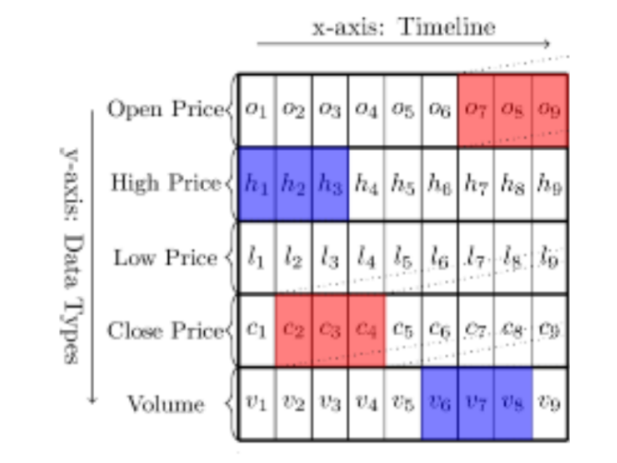 x-axis: Timeline
y-axis: Data Types
Open Price o₁ o₂ o₃ o₄ o₅ o₆ o₇ o₈ o₉
High Price h₁ h₂ h₃ h₄ h₅ h₆ h₇ h₈ h₉
Low Price l₁ l₂ l₃ l₄ l₅ l₆ l₇ l₈ l₉
Close Price c₁ c₂ c₃ c₄ c₅ c₆ c₇ c₈ c₉
Volume v₁ v₂ v₃ v₄ v₅ v₆ v₇ v₈ v₉